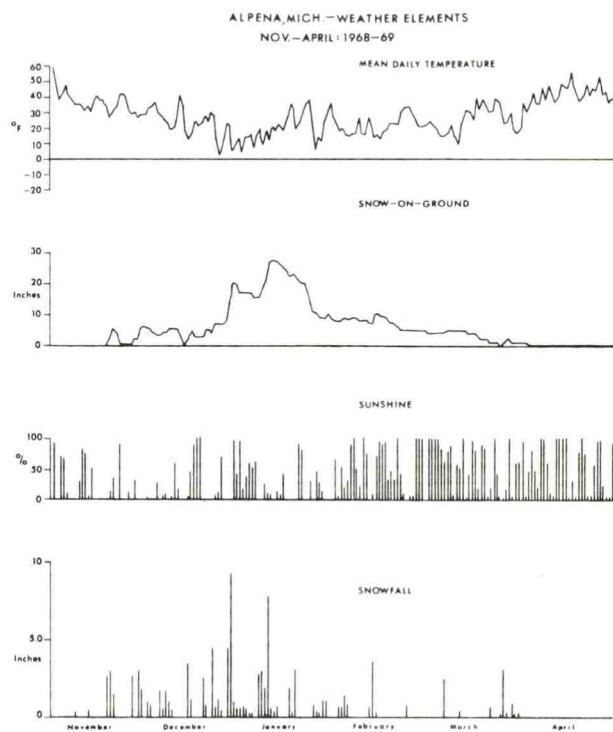 ALPENA, MICH.—WEATHER ELEMENTS
NOV.—APRIL: 1968—69
MEAN DAILY TEMPERATURE
60
50
40
30
20
10
0
−10
−20
°F
SNOW—ON—GROUND
30
20
10
0
Inches
SUNSHINE
100
50
0
%
SNOWFALL
10
5.0
0
Inches
November December January February March April